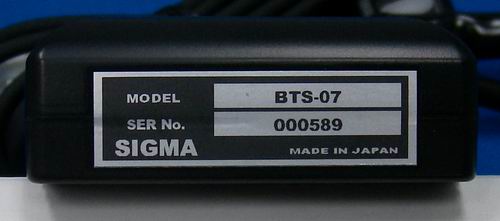 MODEL BTS-07
SER No. 000589
SIGMA MADE IN JAPAN